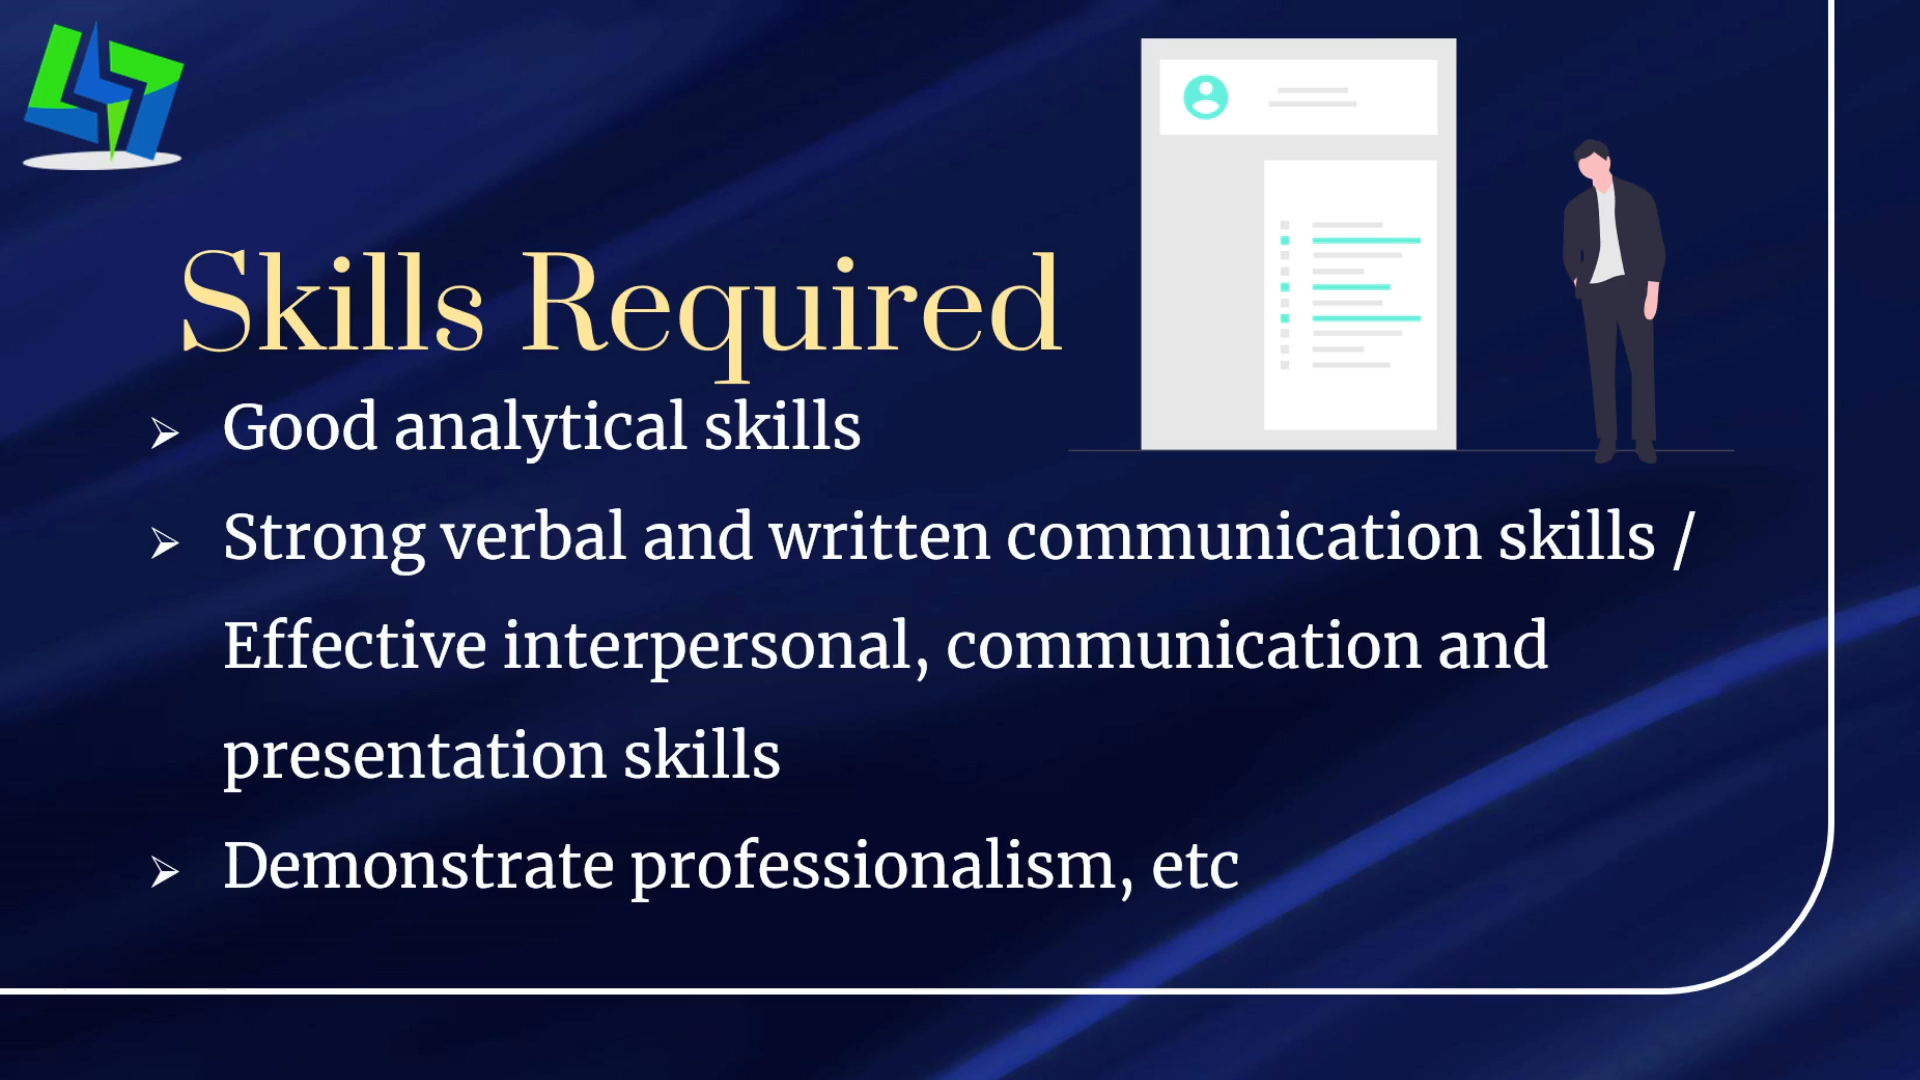 Skills Required
➢ Good analytical skills
➢ Strong verbal and written communication skills /
Effective interpersonal, communication and
presentation skills
➢ Demonstrate professionalism, etc